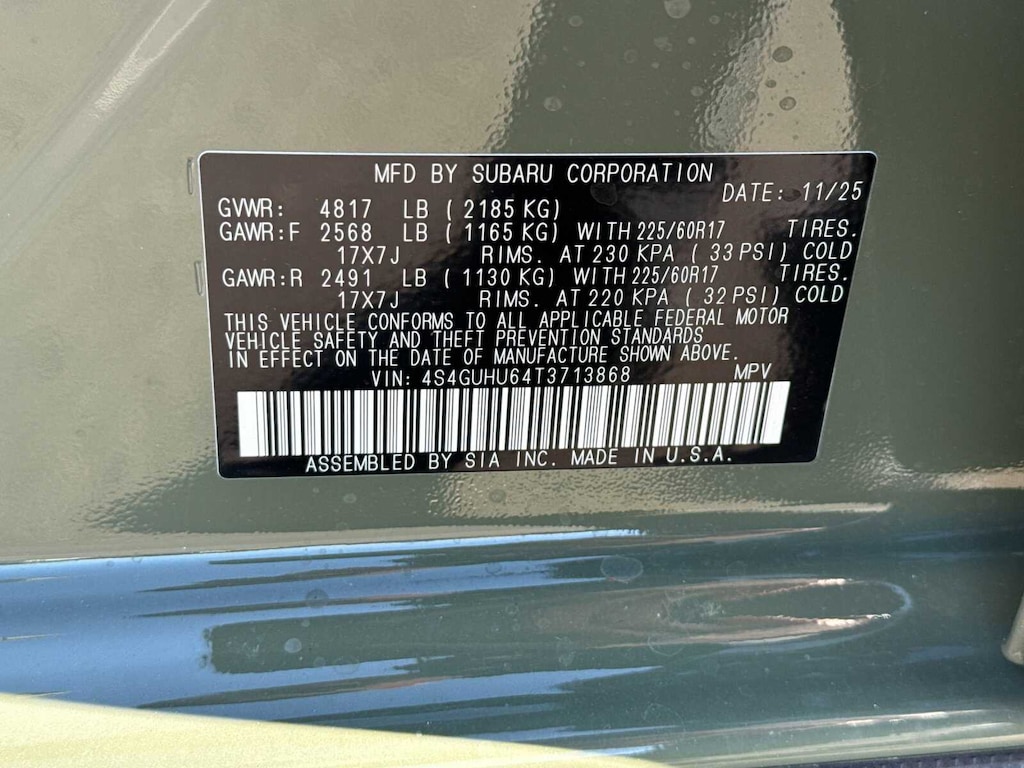 MFD BY SUBARU CORPORATION
DATE: 11/25
GVWR: 4817 LB (2185 KG)
GAWR:F 2568 LB (1165 KG) WITH 225/60R17 TIRES.
17X7J RIMS. AT 230 KPA (33 PSI) COLD
GAWR:R 2491 LB (1130 KG) WITH 225/60R17 TIRES.
17X7J RIMS. AT 220 KPA (32 PSI) COLD
THIS VEHICLE CONFORMS TO ALL APPLICABLE FEDERAL MOTOR
VEHICLE SAFETY AND THEFT PREVENTION STANDARDS
IN EFFECT ON THE DATE OF MANUFACTURE SHOWN ABOVE.
VIN: 4S4GUHU64T3713868 MPV
ASSEMBLED BY SIA INC. MADE IN U.S.A.